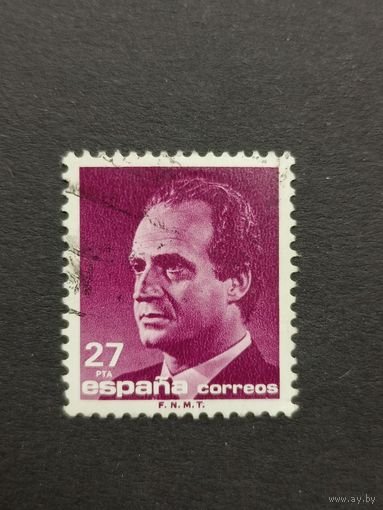 27
PTA
españa correos
F. N. M. T.
www.ay.by